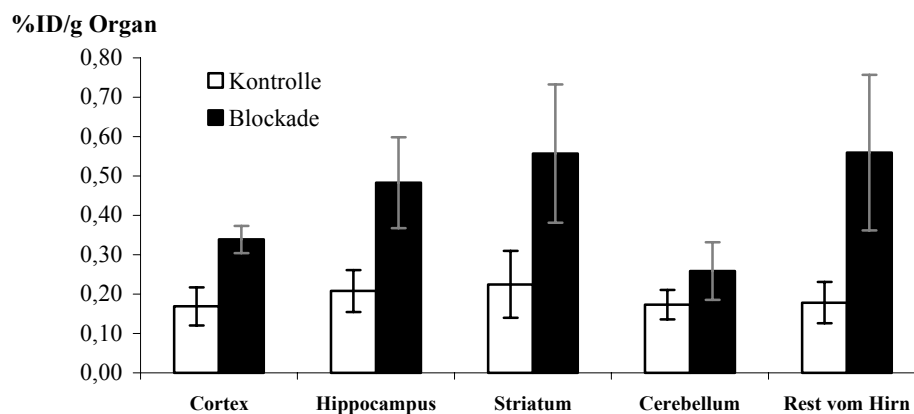 %ID/g Organ
0,80
0,70
0,60
0,50
0,40
0,30
0,20
0,10
0,00
Kontrolle
Blockade
Cortex
Hippocampus
Striatum
Cerebellum
Rest vom Hirn